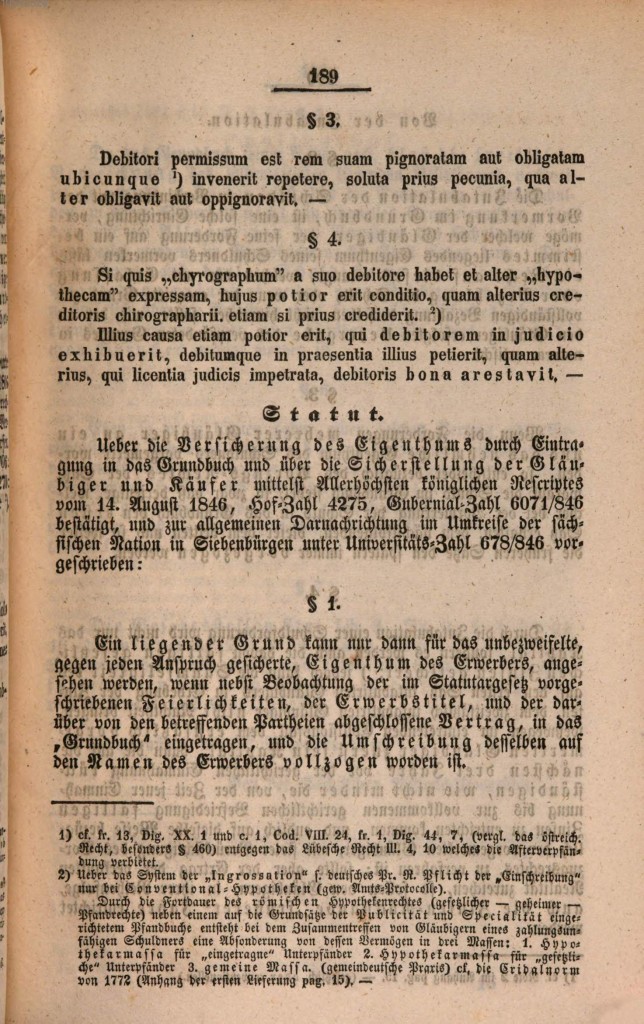 189
§ 3.
Debitori permissum est rem suam pignoratam aut obligatam
ubicunque ¹) invenerit repetere, soluta prius pecunia, qua al-
ter obligavit aut oppignoravit. —
§ 4.
Si quis „chyrographum" a suo debitore habet et alter „hypo-
thecam" expressam, hujus potior erit conditio, quam alterius cre-
ditoris chirographarii. etiam si prius crediderit. ²)
Illius causa etiam potior erit, qui debitorem in judicio
exhibuerit, debitumque in praesentia illius petierit, quam alte-
rius, qui licentia judicis impetrata, debitoris bona arestavit. —
Statut.
Ueber die Versicherung des Eigenthums durch Eintra-
gung in das Grundbuch und über die Sicherstellung der Gläu-
biger und Käufer mittelst Allerhöchsten königlichen Rescriptes
vom 14. August 1846, Hof-Zahl 4275, Gubernial-Zahl 6071/846
bestätigt, und zur allgemeinen Darnachrichtung im Umkreise der säch-
sischen Nation in Siebenbürgen unter Universitäts-Zahl 678/846 vor-
geschrieben:
§ 1.
Ein liegender Grund kann nur dann für das unbezweifelte,
gegen jeden Anspruch gesicherte, Eigenthum des Erwerbers, ange-
sehen werden, wenn nebst Beobachtung der im Statutargesetz vorge-
schriebenen Feierlichkeiten, der Erwerbstitel, und der dar-
über von den betreffenden Partheien abgeschlossene Vertrag, in das
„Grundbuch" eingetragen, und die Umschreibung desselben auf
den Namen des Erwerbers vollzogen worden ist.
1) cf. fr. 13, Dig. XX. 1 und c. 1, Cod. VIII. 24, fr. 1, Dig. 44, 7, (vergl. das östreich.
Recht, besonders § 460) entgegen das Lübesche Recht III. 4, 10 welches die Afterverpfän-
dung verbietet.
2) Ueber das System der „Ingrossation" s. deutsches Pr. R. Pflicht der „Einschreibung"
nur bei Conventional-Hypotheken (gew. Amts-Protocolle).
Durch die Fortdauer des römischen Hypothekenrechtes (gesetzlicher — geheimer —
Pfandrechte) neben einem auf die Grundsätze der Publicität und Specialität einge-
richtetem Pfandbuche entsteht bei dem Zusammentreffen von Gläubigern eines zahlungsun-
fähigen Schuldners eine Absonderung von dessen Vermögen in drei Massen: 1. Hypo-
thekarmassa für „eingetragne" Unterpfänder 2. Hypothekarmassa für „gesetzli-
che" Unterpfänder 3. gemeine Massa. (gemeindeutsche Praxis) cf. die Cridalnorm
von 1772 (Anhang der ersten Lieferung pag. 15). —